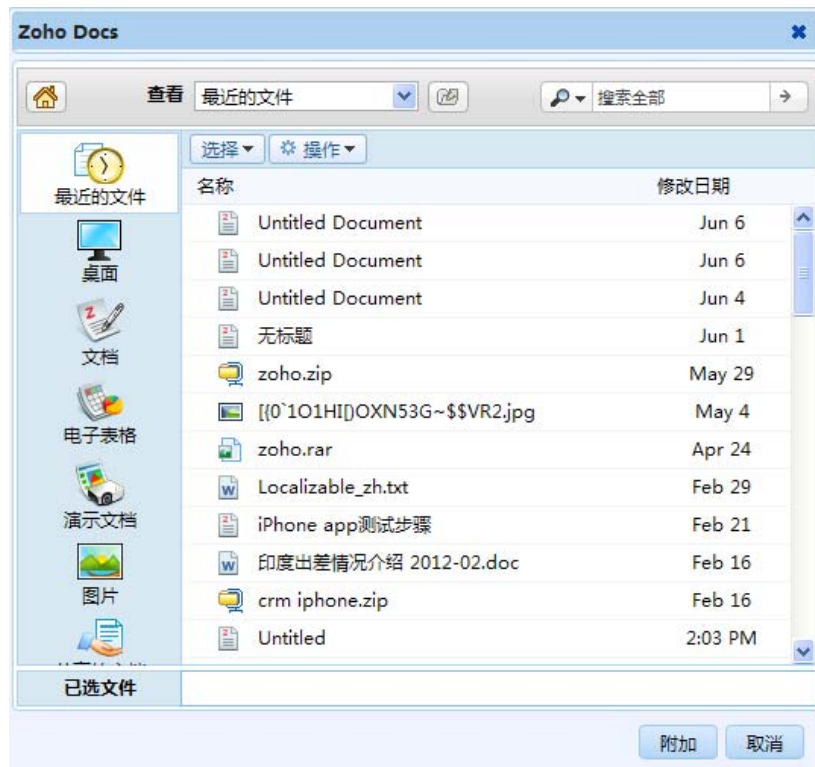 Zoho Docs
查看 最近的文件 搜索全部
选择 操作
名称 修改日期
最近的文件
桌面
文档
电子表格
演示文档
图片
Untitled Document Jun 6
Untitled Document Jun 6
Untitled Document Jun 4
无标题 Jun 1
zoho.zip May 29
[{0`1O1HI[)OXN53G~$$VR2.jpg May 4
zoho.rar Apr 24
Localizable_zh.txt Feb 29
iPhone app测试步骤 Feb 21
印度出差情况介绍 2012-02.doc Feb 16
crm iphone.zip Feb 16
Untitled 2:03 PM
已选文件
附加 取消